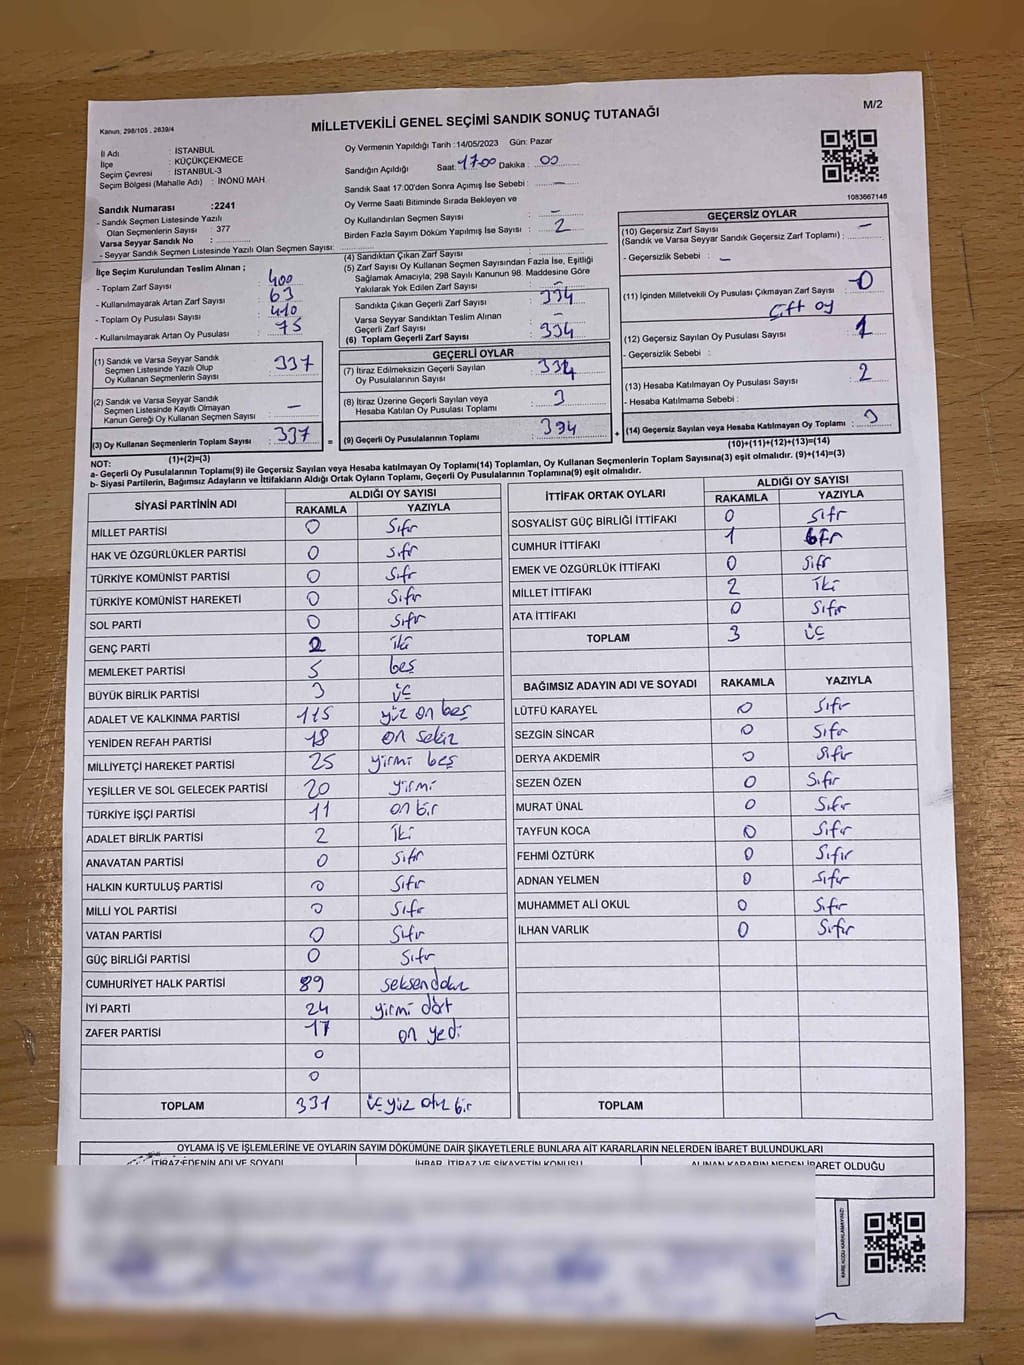 M/2
Kanun; 298/105 , 2839/4
MİLLETVEKİLİ GENEL SEÇİMİ SANDIK SONUÇ TUTANAĞI
İl Adı : İSTANBUL
İlçe : KÜÇÜKÇEKMECE
Seçim Çevresi : İSTANBUL-3
Seçim Bölgesi (Mahalle Adı) : İNÖNÜ MAH.
Sandık Numarası :2241
- Sandık Seçmen Listesinde Yazılı
Olan Seçmenlerin Sayısı : 377
Varsa Seyyar Sandık No :
- Seyyar Sandık Seçmen Listesinde Yazılı Olan Seçmen Sayısı:
Oy Vermenin Yapıldığı Tarih :14/05/2023 Gün: Pazar
Sandığın Açıldığı Saat: 17:00 Dakika : 00
Sandık Saat 17:00'den Sonra Açımış İse Sebebi : —
Oy Verme Saati Bitiminde Sırada Bekleyen ve
Oy Kullandırılan Seçmen Sayısı : —
Birden Fazla Sayım Döküm Yapılmış İse Sayısı : 2
1083667148
İlçe Seçim Kurulundan Teslim Alınan ;
- Toplam Zarf Sayısı : 400
- Kullanılmayarak Artan Zarf Sayısı : 63
- Toplam Oy Pusulası : 410
- Kullanılmayarak Artan Oy Pusulası : 75
(1) Sandık ve Varsa Seyyar Sandık
Seçmen Listesinde Yazılı Olup
Oy Kullanan Seçmenlerin Sayısı : 337
(2) Sandık ve Varsa Seyyar Sandık
Seçmen Listesinde Kayıtlı Olmayan
Kanun Gereği Oy Kullanan Seçmen Sayısı : —
(3) Oy Kullanan Seçmenlerin Toplam Sayısı : 337
(1)+(2)=(3)
(4) Sandıktan Çıkan Zarf Sayısı :
(5) Zarf Sayısı Oy Kullanan Seçmen Sayısından Fazla İse, Eşitliği
Sağlamak Amacıyla; 298 Sayılı Kanunun 98. Maddesine Göre
Yakılarak Yok Edilen Zarf Sayısı : —
Sandıkta Çıkan Geçerli Zarf Sayısı : 334
Varsa Seyyar Sandıktan Teslim Alınan
Geçerli Zarf Sayısı : —
(6) Toplam Geçerli Zarf Sayısı : 334
GEÇERLİ OYLAR
(7) İtiraz Edilmeksizin Geçerli Sayılan
Oy Pusulalarının Sayısı : 331
(8) İtiraz Üzerine Geçerli Sayılan veya
Hesaba Katılan Oy Pusulası Toplamı : 3
= (9) Geçerli Oy Pusulalarının Toplamı : 334 +
GEÇERSİZ OYLAR
(10) Geçersiz Zarf Sayısı : —
(Sandık ve Varsa Seyyar Sandık Geçersiz Zarf Toplamı) :
- Geçersizlik Sebebi : —
(11) İçinden Milletvekili Oy Pusulası Çıkmayan Zarf Sayısı : 0
Çift oy
(12) Geçersiz Sayılan Oy Pusulası Sayısı : 1
- Geçersizlik Sebebi :
(13) Hesaba Katılmayan Oy Pusulası Sayısı : 2
- Hesaba Katılmama Sebebi :
(14) Geçersiz Sayılan veya Hesaba Katılmayan Oy Toplamı : 3
(10)+(11)+(12)+(13)=(14)
NOT:
a- Geçerli Oy Pusulalarının Toplamı(9) ile Geçersiz Sayılan veya Hesaba katılmayan Oy Toplamı(14) Toplamları, Oy Kullanan Seçmenlerin Toplam Sayısına(3) eşit olmalıdır. (9)+(14)=(3)
b- Siyasi Partilerin, Bağımsız Adayların ve İttifakların Aldığı Ortak Oyların Toplamı, Geçerli Oy Pusulalarının Toplamına(9) eşit olmalıdır.
SİYASİ PARTİNİN ADI ALDIĞI OY SAYISI
RAKAMLA YAZIYLA
MİLLET PARTİSİ 0 Sıfır
HAK VE ÖZGÜRLÜKLER PARTİSİ 0 Sıfır
TÜRKİYE KOMÜNİST PARTİSİ 0 Sıfır
TÜRKİYE KOMÜNİST HAREKETİ 0 Sıfır
SOL PARTİ 0 Sıfır
GENÇ PARTİ 2 iki
MEMLEKET PARTİSİ 5 beş
BÜYÜK BİRLİK PARTİSİ 3 üç
ADALET VE KALKINMA PARTİSİ 115 yüz on beş
YENİDEN REFAH PARTİSİ 18 on sekiz
MİLLİYETÇİ HAREKET PARTİSİ 25 yirmi beş
YEŞİLLER VE SOL GELECEK PARTİSİ 20 yirmi
TÜRKİYE İŞÇİ PARTİSİ 11 on bir
ADALET BİRLİK PARTİSİ 2 iki
ANAVATAN PARTİSİ 0 Sıfır
HALKIN KURTULUŞ PARTİSİ 0 Sıfır
MİLLİ YOL PARTİSİ 0 Sıfır
VATAN PARTİSİ 0 Sıfır
GÜÇ BİRLİĞİ PARTİSİ 0 Sıfır
CUMHURİYET HALK PARTİSİ 89 seksendokuz
İYİ PARTİ 24 yirmi dört
ZAFER PARTİSİ 17 on yedi
0
0
TOPLAM 331 üç yüz otuz bir
İTTİFAK ORTAK OYLARI ALDIĞI OY SAYISI
RAKAMLA YAZIYLA
SOSYALİST GÜÇ BİRLİĞİ İTTİFAKI 0 sıfır
CUMHUR İTTİFAKI 1 bir
EMEK VE ÖZGÜRLÜK İTTİFAKI 0 sıfır
MİLLET İTTİFAKI 2 iki
ATA İTTİFAKI 0 Sıfır
TOPLAM 3 üç
BAĞIMSIZ ADAYIN ADI VE SOYADI RAKAMLA YAZIYLA
LÜTFÜ KARAYEL 0 Sıfır
SEZGİN SİNCAR 0 Sıfır
DERYA AKDEMİR 0 Sıfır
SEZEN ÖZEN 0 Sıfır
MURAT ÜNAL 0 Sıfır
TAYFUN KOCA 0 Sıfır
FEHMİ ÖZTÜRK 0 Sıfır
ADNAN YELMEN 0 Sıfır
MUHAMMET ALİ OKUL 0 Sıfır
İLHAN VARLIK 0 Sıfır
TOPLAM
OYLAMA İŞ VE İŞLEMLERİNE VE OYLARIN SAYIM DÖKÜMÜNE DAİR ŞİKAYETLERLE BUNLARA AİT KARARLARIN NELERDEN İBARET BULUNDUKLARI
İTİRAZ EDENİN ADI VE SOYADI İHBAR, İTİRAZ VE ŞİKAYETİN KONUSU ALINAN KARARIN NEDEN İBARET OLDUĞU
KAREKODU KARALAMAYINIZ!